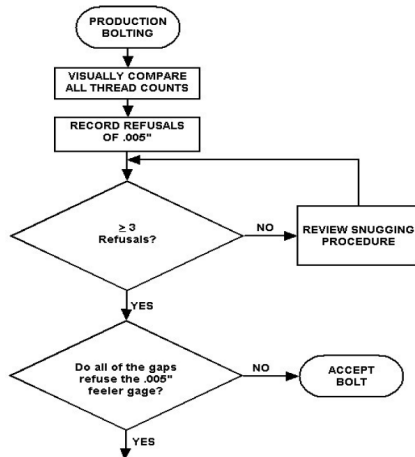 PRODUCTION
BOLTING
VISUALLY COMPARE
ALL THREAD COUNTS
RECORD REFUSALS
OF .005"
≥ 3
Refusals?
NO
REVIEW SNUGGING
PROCEDURE
YES
Do all of the gaps
refuse the .005"
feeler gage?
NO
ACCEPT
BOLT
YES